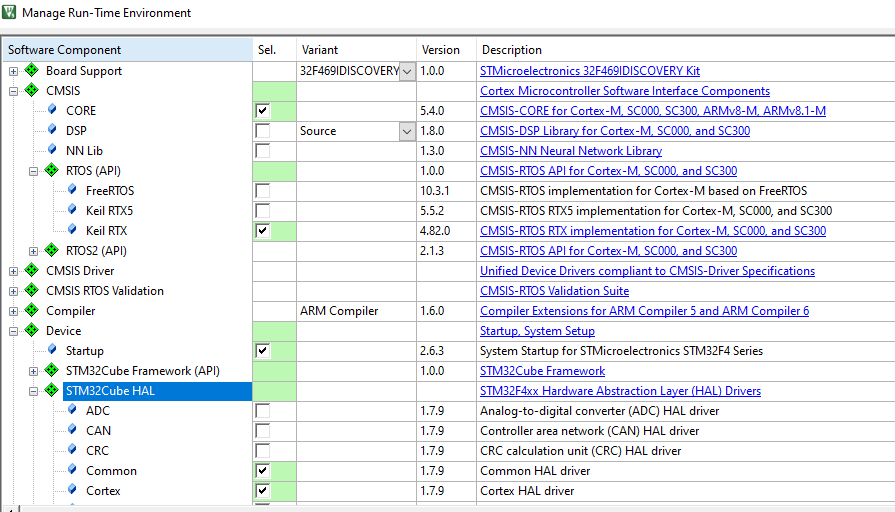 Manage Run-Time Environment
Software Component Sel. Variant Version Description
Board Support 32F469IDISCOVERY 1.0.0 STMicroelectronics 32F469IDISCOVERY Kit
CMSIS Cortex Microcontroller Software Interface Components
CORE 5.4.0 CMSIS-CORE for Cortex-M, SC000, SC300, ARMv8-M, ARMv8.1-M
DSP Source 1.8.0 CMSIS-DSP Library for Cortex-M, SC000, and SC300
NN Lib 1.3.0 CMSIS-NN Neural Network Library
RTOS (API) 1.0.0 CMSIS-RTOS API for Cortex-M, SC000, and SC300
FreeRTOS 10.3.1 CMSIS-RTOS implementation for Cortex-M based on FreeRTOS
Keil RTX5 5.5.2 CMSIS-RTOS RTX5 implementation for Cortex-M, SC000, and SC300
Keil RTX 4.82.0 CMSIS-RTOS RTX implementation for Cortex-M, SC000, and SC300
RTOS2 (API) 2.1.3 CMSIS-RTOS API for Cortex-M, SC000, and SC300
CMSIS Driver Unified Device Drivers compliant to CMSIS-Driver Specifications
CMSIS RTOS Validation CMSIS-RTOS Validation Suite
Compiler ARM Compiler 1.6.0 Compiler Extensions for ARM Compiler 5 and ARM Compiler 6
Device Startup, System Setup
Startup 2.6.3 System Startup for STMicroelectronics STM32F4 Series
STM32Cube Framework (API) 1.0.0 STM32Cube Framework
STM32Cube HAL STM32F4xx Hardware Abstraction Layer (HAL) Drivers
ADC 1.7.9 Analog-to-digital converter (ADC) HAL driver
CAN 1.7.9 Controller area network (CAN) HAL driver
CRC 1.7.9 CRC calculation unit (CRC) HAL driver
Common 1.7.9 Common HAL driver
Cortex 1.7.9 Cortex HAL driver